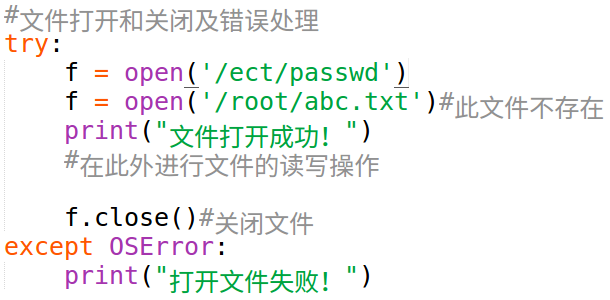 #文件打开和关闭及错误处理
try:
    f = open('/ect/passwd')
    f = open('/root/abc.txt')#此文件不存在
    print("文件打开成功！")
    #在此外进行文件的读写操作
    f.close()#关闭文件
except OSError:
    print("打开文件失败！")